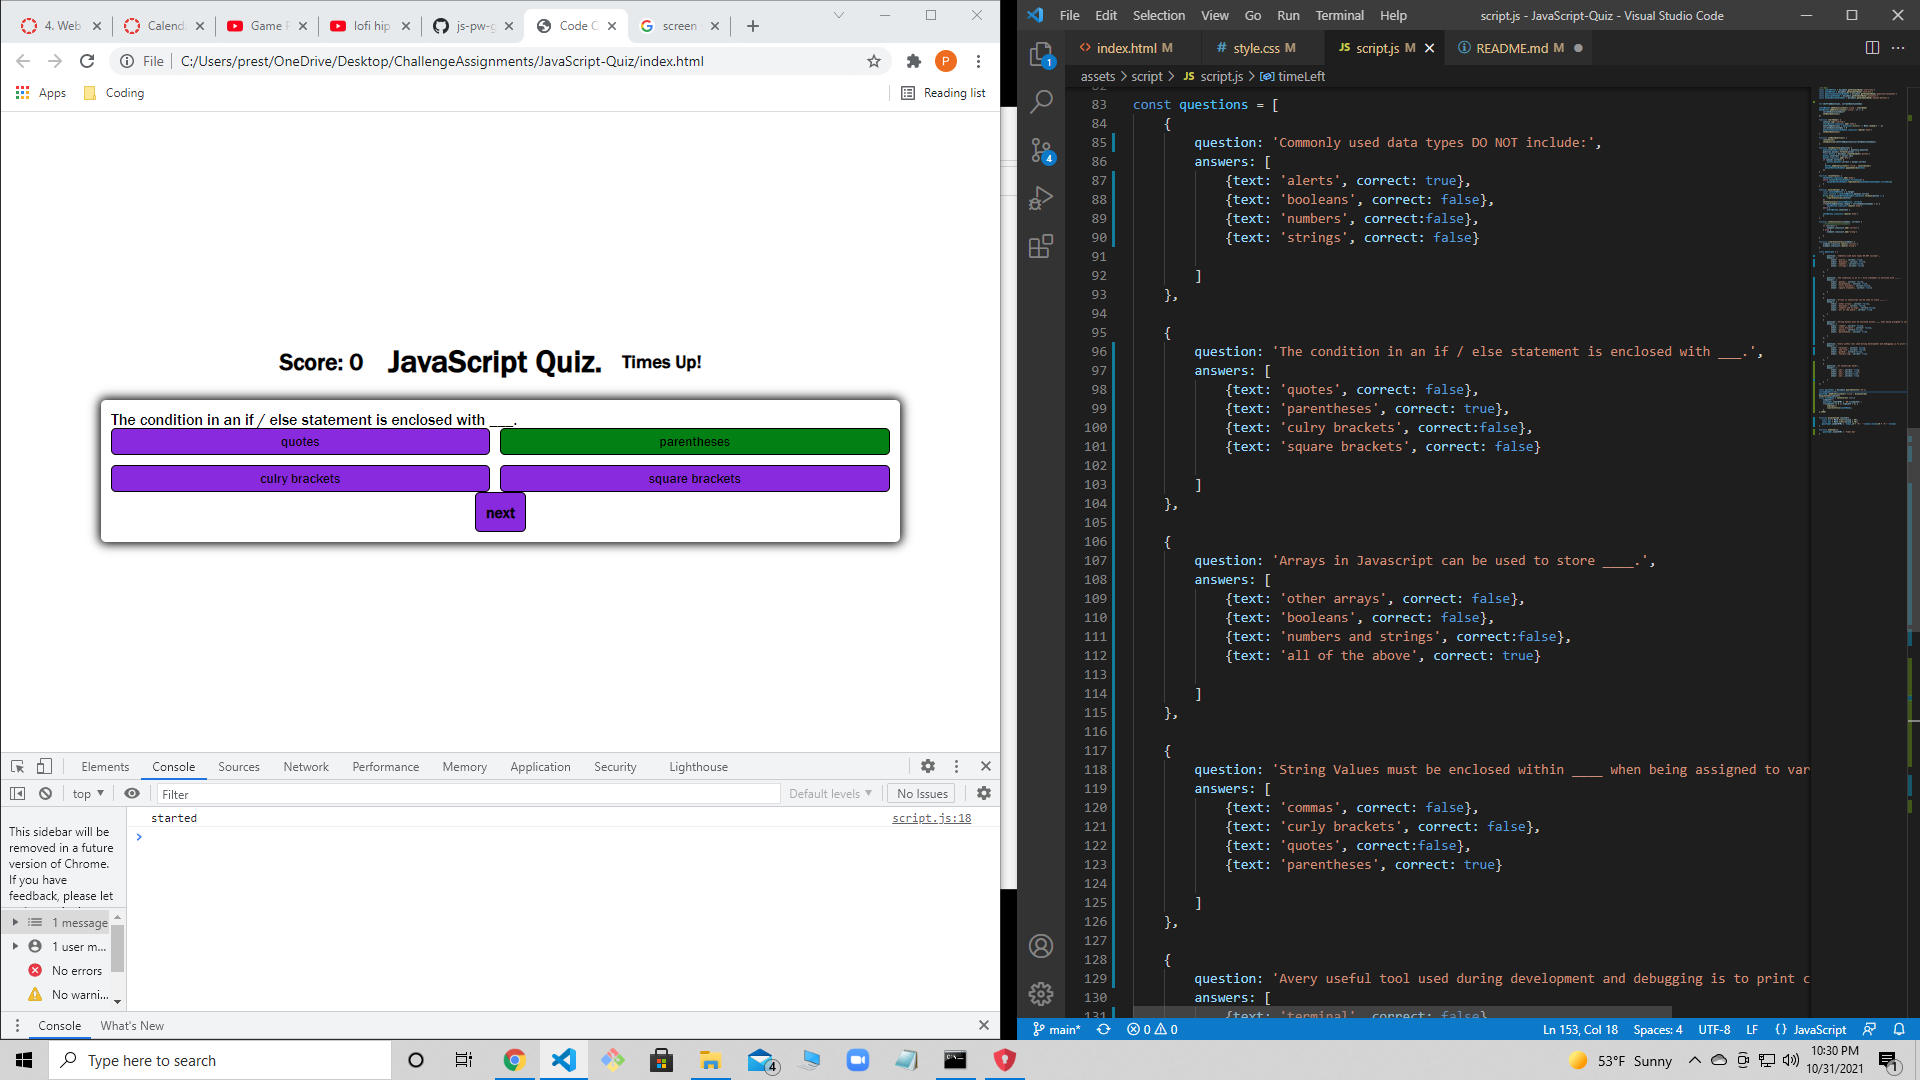 4. Web
Calend
Game F
lofi hip
js-pw-g
Code Q
screen
File
C:/Users/prest/OneDrive/Desktop/ChallengeAssignments/JavaScript-Quiz/index.html
P
Apps
Coding
Reading list
Score: 0
JavaScript Quiz.
Times Up!
The condition in an if / else statement is enclosed with ___.
quotes
parentheses
culry brackets
square brackets
next
Elements Console Sources Network Performance Memory Application Security Lighthouse
top
Filter
Default levels
No Issues
This sidebar will be
removed in a future
version of Chrome.
If you have
feedback, please let
1 message
1 user m...
No errors
No warni...
started
script.js:18
Console
What's New
File Edit Selection View Go Run Terminal Help
script.js - JavaScript-Quiz - Visual Studio Code
index.html M
style.css M
JS script.js M
README.md M
assets > script > JS script.js > timeLeft
1
4
83 const questions = [
84 {
85 question: 'Commonly used data types DO NOT include:',
86 answers: [
87 {text: 'alerts', correct: true},
88 {text: 'booleans', correct: false},
89 {text: 'numbers', correct:false},
90 {text: 'strings', correct: false}
91
92 ]
93 },
94
95 {
96 question: 'The condition in an if / else statement is enclosed with ___.',
97 answers: [
98 {text: 'quotes', correct: false},
99 {text: 'parentheses', correct: true},
100 {text: 'culry brackets', correct:false},
101 {text: 'square brackets', correct: false}
102
103 ]
104 },
105
106 {
107 question: 'Arrays in Javascript can be used to store ____.',
108 answers: [
109 {text: 'other arrays', correct: false},
110 {text: 'booleans', correct: false},
111 {text: 'numbers and strings', correct:false},
112 {text: 'all of the above', correct: true}
113
114 ]
115 },
116
117 {
118 question: 'String Values must be enclosed within ____ when being assigned to var
119 answers: [
120 {text: 'commas', correct: false},
121 {text: 'curly brackets', correct: false},
122 {text: 'quotes', correct:false},
123 {text: 'parentheses', correct: true}
124
125 ]
126 },
127
128 {
129 question: 'Avery useful tool used during development and debugging is to print c
130 answers: [
131 {text: 'terminal', correct: false},
main*
0 0
Ln 153, Col 18 Spaces: 4 UTF-8 LF {} JavaScript
Type here to search
4
53°F Sunny
10:30 PM
10/31/2021
1